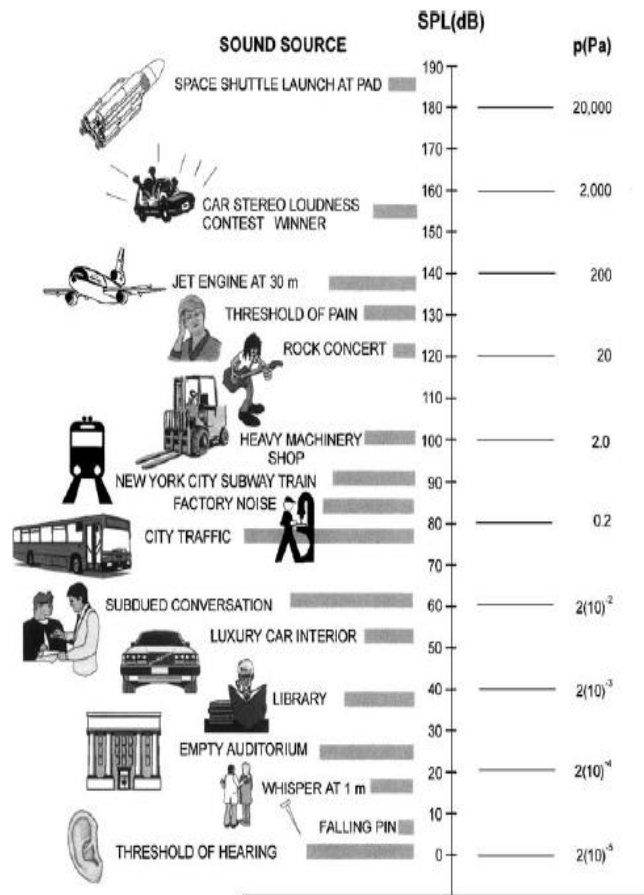 SPL(dB)
SOUND SOURCE
p(Pa)
190
SPACE SHUTTLE LAUNCH AT PAD
180
20,000
170
160
2,000
CAR STEREO LOUDNESS
CONTEST WINNER
150
JET ENGINE AT 30 m
140
200
THRESHOLD OF PAIN
130
ROCK CONCERT
120
20
110
HEAVY MACHINERY
SHOP
100
2.0
NEW YORK CITY SUBWAY TRAIN
90
FACTORY NOISE
CITY TRAFFIC
80
0.2
70
SUBDUED CONVERSATION
60
2(10)⁻²
LUXURY CAR INTERIOR
50
LIBRARY
40
2(10)⁻³
30
EMPTY AUDITORIUM
20
2(10)⁻⁴
WHISPER AT 1 m
10
FALLING PIN
THRESHOLD OF HEARING
0
2(10)⁻⁵